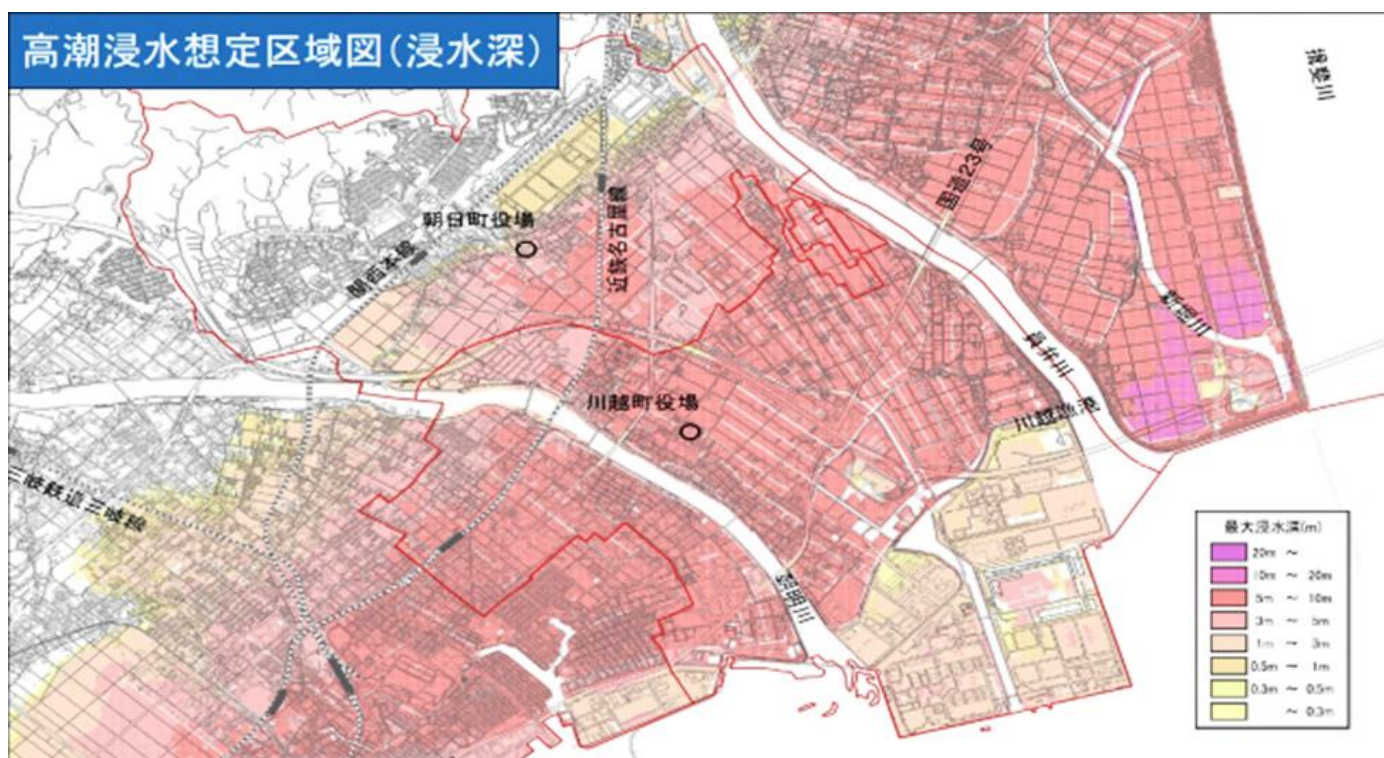 高潮浸水想定区域図(浸水深)
揖斐川
国道23号
朝日町役場
近鉄名古屋線
関西本線
員弁川
川越町役場
川越漁港
三岐鉄道三岐線
朝明川
最大浸水深(m)
20m ~
10m ~ 20m
5m ~ 10m
3m ~ 5m
1m ~ 3m
0.5m ~ 1m
0.3m ~ 0.5m
~ 0.3m